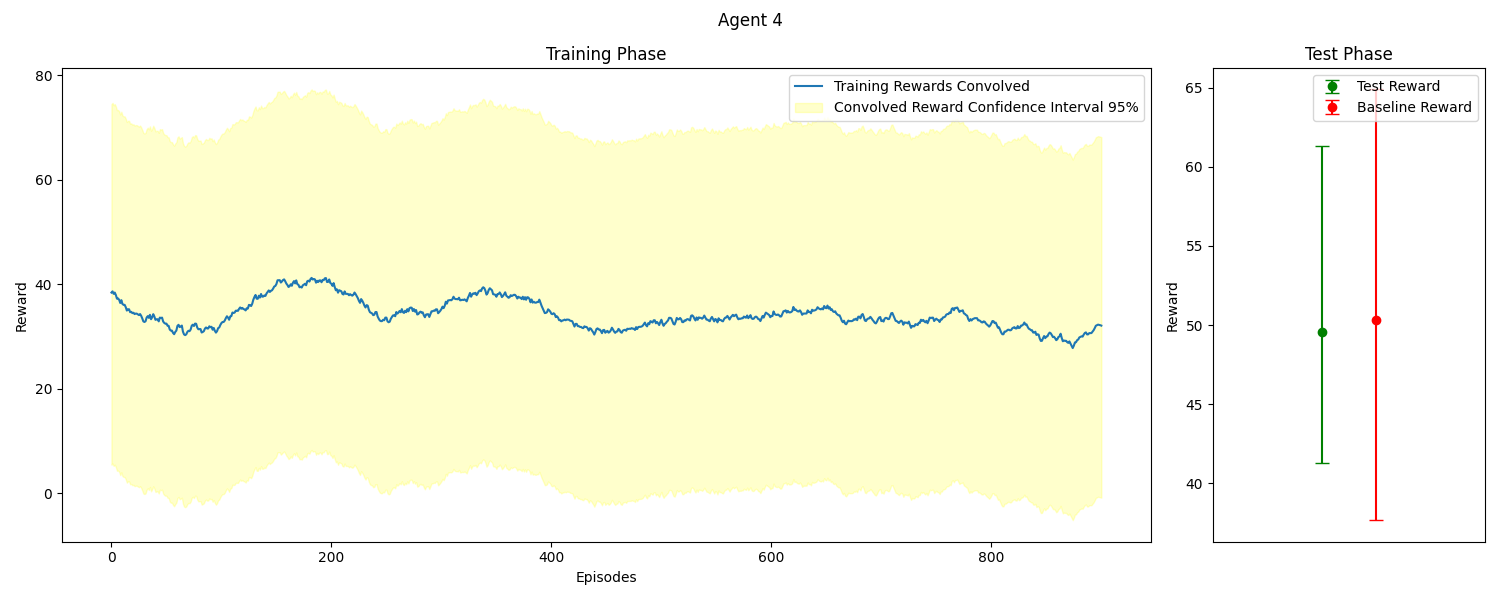 Agent 4
Training Phase
Test Phase
80
60
40
20
0
Reward
0
200
400
600
800
Episodes
Training Rewards Convolved
Convolved Reward Confidence Interval 95%
65
60
55
50
45
40
Reward
Test Reward
Baseline Reward